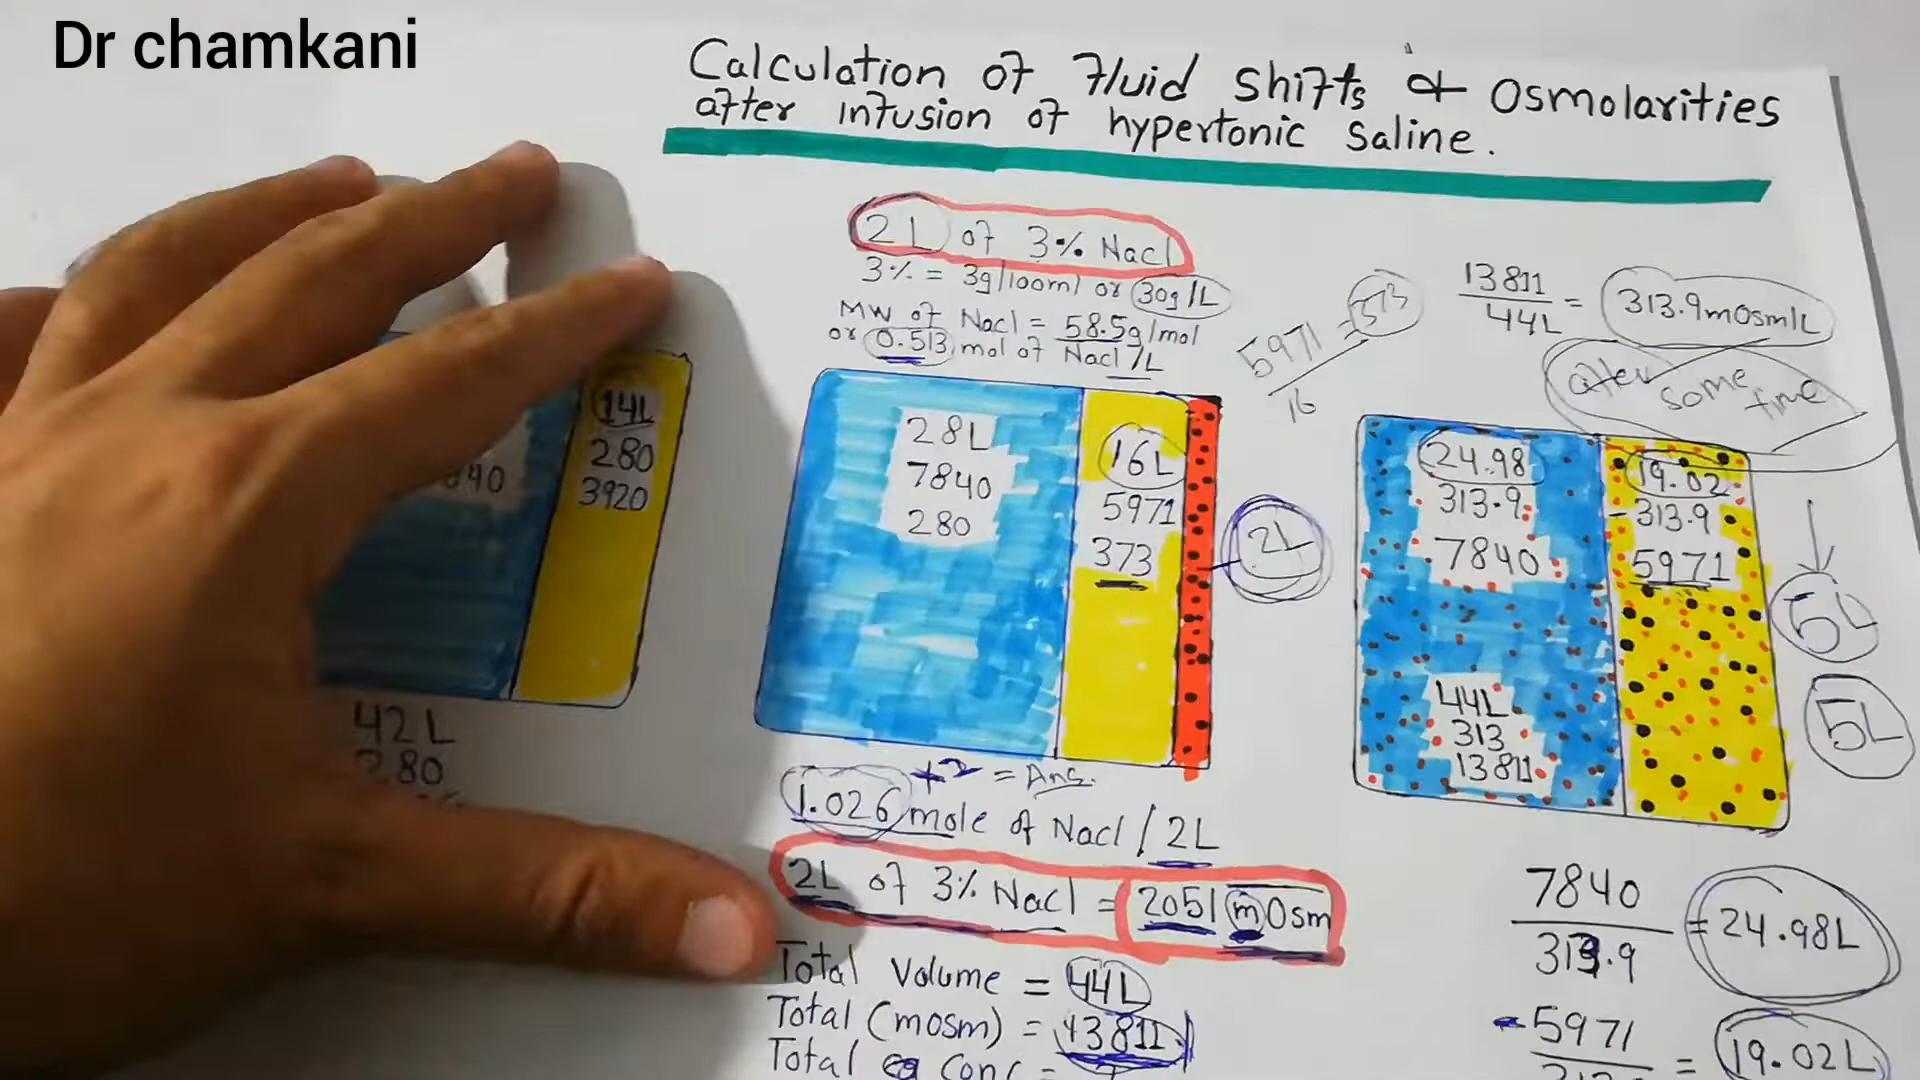 Dr chamkani
Calculation of fluid shifts & Osmolarities
after infusion of hypertonic saline.
2L of 3% Nacl
3% = 3g/100ml or 30g/L
MW of Nacl = 58.5g/mol
or 0.513 mol of Nacl/L
5971
16
= 373
13811
44L
= 313.9mOsm/L
after some time
14L
280
3920
42L
280
28L
7840
280
16L
5971
373
2L
24.98
313.9
7840
44L
313
13811
19.02
313.9
5971
5L
5L
+2 = Ans.
1.026 mole of Nacl / 2L
2L of 3% Nacl = 2051 mOsm
Total Volume = 44L
Total (mosm) = 13811
Total conc =
7840
313.9
= 24.98L
5971
= 19.02L